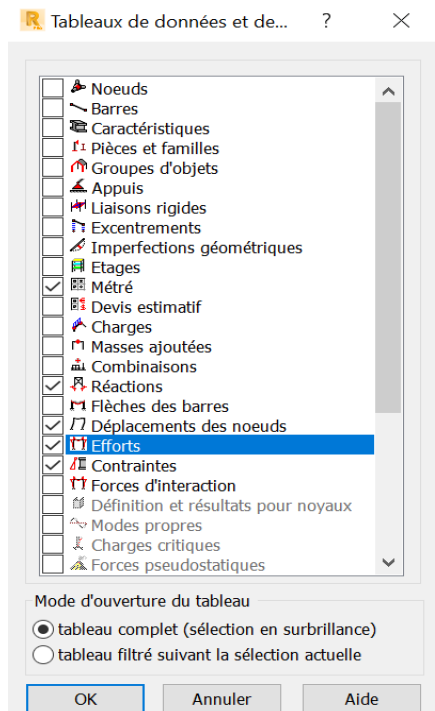 Tableaux de données et de... ?
Noeuds
Barres
Caractéristiques
Pièces et familles
Groupes d'objets
Appuis
Liaisons rigides
Excentrements
Imperfections géométriques
Etages
Métré
Devis estimatif
Charges
Masses ajoutées
Combinaisons
Réactions
Flèches des barres
Déplacements des noeuds
Efforts
Contraintes
Forces d'interaction
Définition et résultats pour noyaux
Modes propres
Charges critiques
Forces pseudostatiques
Mode d'ouverture du tableau
tableau complet (sélection en surbrillance)
tableau filtré suivant la sélection actuelle
OK Annuler Aide